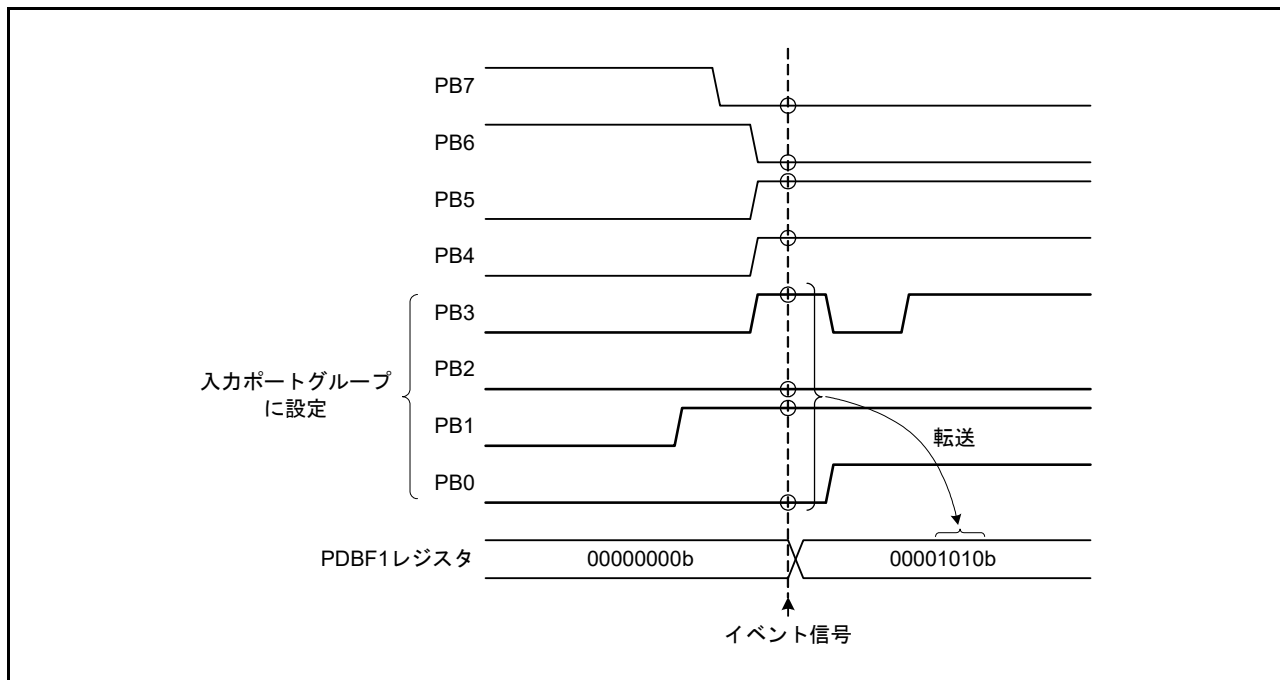 PB7
PB6
PB5
PB4
PB3
PB2
入力ポートグループ
に設定
PB1
転送
PB0
PDBF1レジスタ
00000000b
00001010b
イベント信号